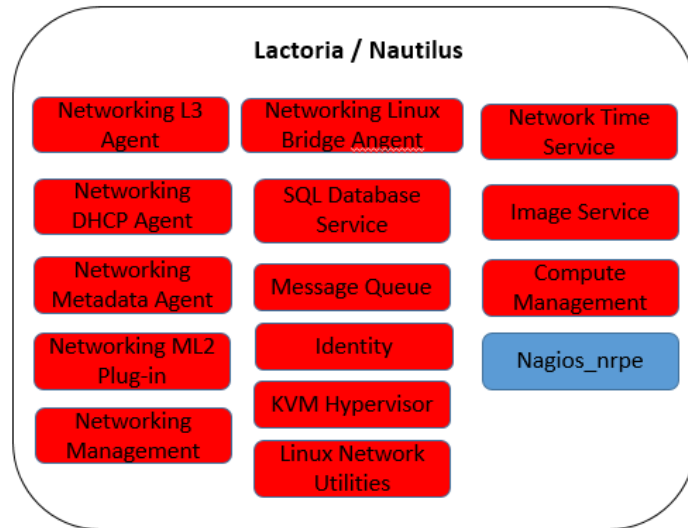 Lactoria / Nautilus
Networking L3
Agent
Networking
DHCP Agent
Networking
Metadata Agent
Networking ML2
Plug-in
Networking
Management
Networking Linux
Bridge Angent
SQL Database
Service
Message Queue
Identity
KVM Hypervisor
Linux Network
Utilities
Network Time
Service
Image Service
Compute
Management
Nagios_nrpe